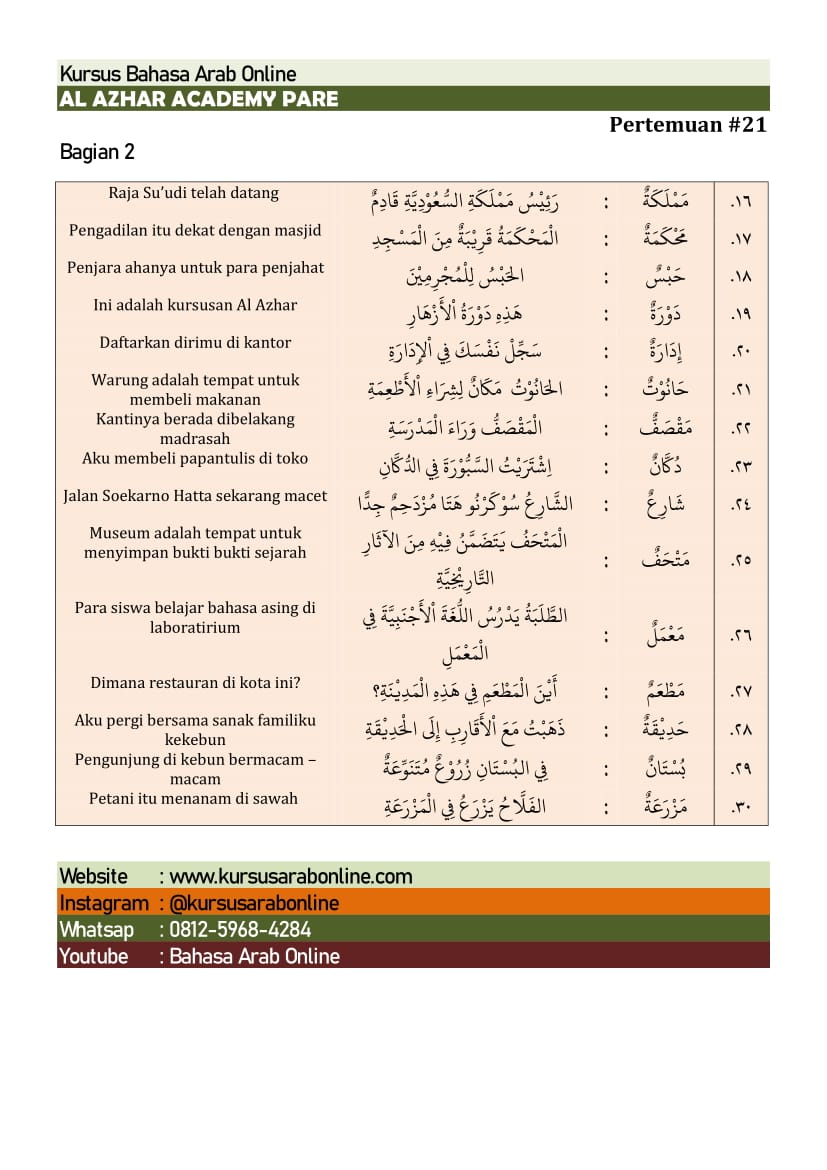 Kursus Bahasa Arab Online
AL AZHAR ACADEMY PARE
Pertemuan #21
Bagian 2
١٦. مَمْلَكَةٌ : رَئِيْسُ مَمْلَكَةِ السُّعُوْدِيَّةِ قَادِمٌ Raja Su’udi telah datang
١٧. مَحْكَمَةٌ : الْمَحْكَمَةُ قَرِيْبَةٌ مِنَ الْمَسْجِدِ Pengadilan itu dekat dengan masjid
١٨. حَبْسٌ : الحَبْسُ لِلْمُجْرِمِيْنَ Penjara ahanya untuk para penjahat
١٩. دَوْرَةٌ : هَذِهِ دَوْرَةُ الْأَزْهَارِ Ini adalah kursusan Al Azhar
٢٠. إِدَارَةٌ : سَجِّلْ نَفْسَكَ فِي الْإِدَارَةِ Daftarkan dirimu di kantor
٢١. حَانُوْتٌ : الحَانُوْتُ مَكَانٌ لِشِرَاءِ الْأَطْعِمَةِ Warung adalah tempat untuk
membeli makanan
٢٢. مَقْصَفٌ : الْمَقْصَفُّ وَرَاءَ الْمَدْرَسَةِ Kantinya berada dibelakang
madrasah
٢٣. دُكَّانٌ : اِشْتَرَيْتُ السَّبُّوْرَةَ فِي الدُّكَّانِ Aku membeli papantulis di toko
٢٤. شَارِعٌ : الشَّارِعُ سُوْكَرْنُو هَتَا مُزْدَحِمٌ جِدًّا Jalan Soekarno Hatta sekarang macet
٢٥. مَتْحَفٌ : الْمَتْحَفُ يَتَضَمَّنُ فِيْهِ مِنَ الآثَارِ Museum adalah tempat untuk
التَّارِيْخِيَّةِ menyimpan bukti bukti sejarah
٢٦. مَعْمَلٌ : الطَّلَبَةُ يَدْرُسُ اللُّغَةَ الْأَجْنَبِيَّةَ فِي Para siswa belajar bahasa asing di
الْمَعْمَلِ laboratirium
٢٧. مَطْعَمٌ : أَيْنَ الْمَطْعَمِ فِي هَذِهِ الْمَدِيْنَةِ؟ Dimana restauran di kota ini?
٢٨. حَدِيْقَةٌ : ذَهَبْتُ مَعَ الْأَقَارِبِ إِلَى الْحَدِيْقَةِ Aku pergi bersama sanak familiku
kekebun
٢٩. بُسْتَانٌ : فِي البُسْتَانِ زُرُوْعٌ مُتَنَوِّعَةٌ Pengunjung di kebun bermacam –
macam
٣٠. مَزْرَعَةٌ : الفَلَّاحُ يَزْرَعُ فِي الْمَزْرَعَةِ Petani itu menanam di sawah
Website : www.kursusarabonline.com
Instagram : @kursusarabonline
Whatsap : 0812-5968-4284
Youtube : Bahasa Arab Online